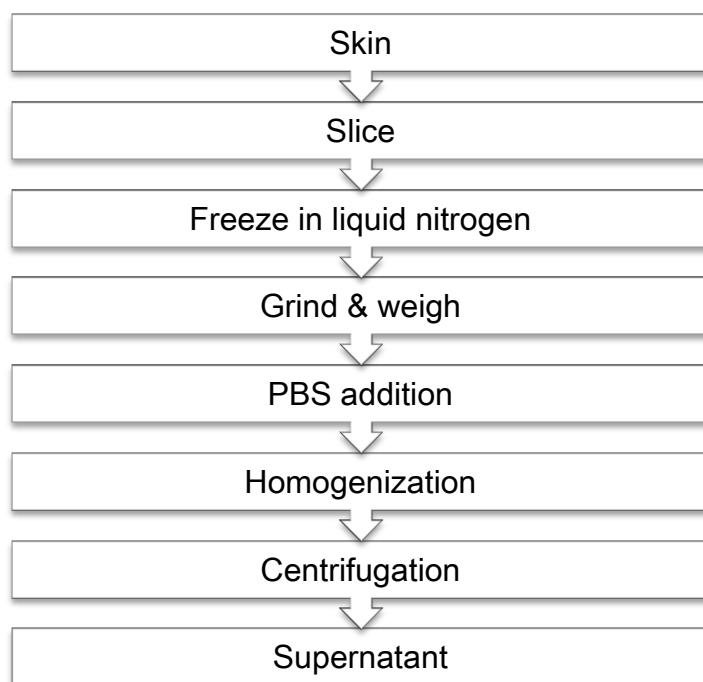 Skin
Slice
Freeze in liquid nitrogen
Grind & weigh
PBS addition
Homogenization
Centrifugation
Supernatant